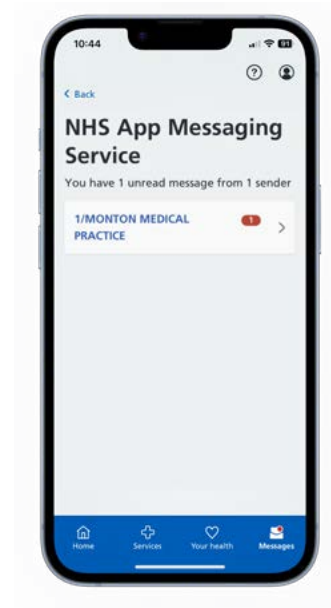 10:44
91
?
Back
NHS App Messaging
Service
You have 1 unread message from 1 sender
1/MONTON MEDICAL
PRACTICE
1
Home Services Your health Messages